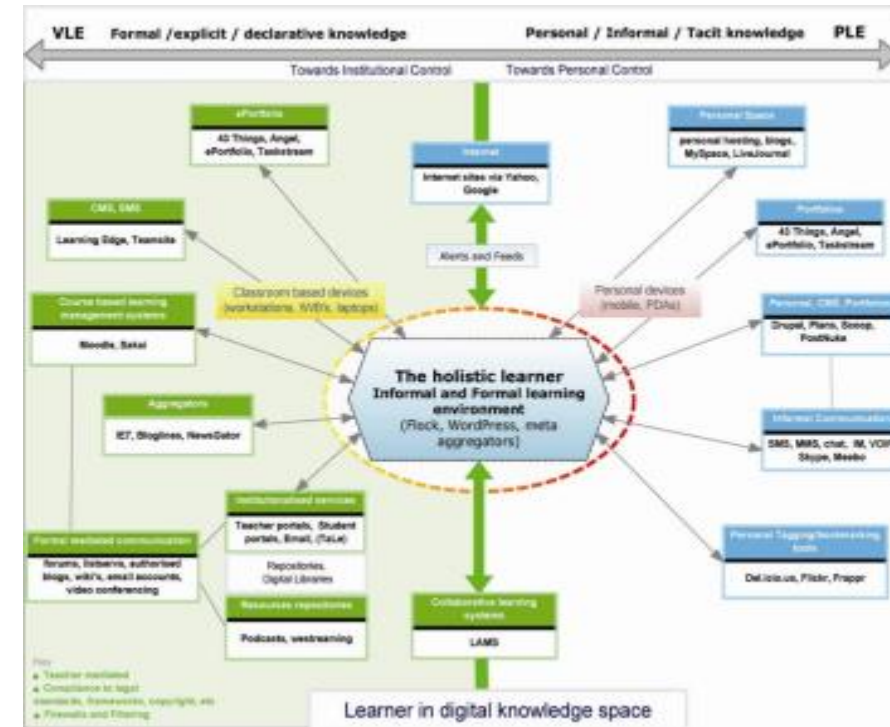 VLE Formal /explicit / declarative knowledge Personal / Informal / Tacit knowledge PLE
Towards Institutional Control Towards Personal Control
ePortfolio
43 Things, Angel,
ePortfolio, Taskstream
Internet
Internet sites via Yahoo,
Google
Personal Space
personal hosting, blogs,
MySpace, LiveJournal
CMS, SMS
Learning Edge, Teamsite
Portfolios
43 Things, Angel,
ePortfolio, Taskstream
Alerts and Feeds
Classroom based devices
(workstations, IWB's, laptops)
Personal devices
(mobile, PDAs)
Course based learning
management systems
Moodle, Sakai
Personal, CMS, Portfolios
Drupal, Plans, Scoop,
PostNuke
The holistic learner
Informal and Formal learning
environment
(Flock, WordPress, meta
aggregators)
Aggregators
IE7, Bloglines, NewsGator
Informal Communication
SMS, MMS, chat, IM, VOIP
Skype, Meebo
Institutionalised services
Teacher portals, Student
portals, Email, (TaLe)
Repositories,
Digital Libraries
Formal mediated communication
forums, listservs, authorised
blogs, wiki's, email accounts,
video conferencing
Resources repositories
Podcasts, westreaming
Personal Tagging/bookmarking
tools
Del.icio.us, Flickr, Frappr
Collaborative learning
systems
LAMS
Key
Teacher mediated
Compliance to legal
standards, frameworks, copyright, etc
Firewalls and Filtering
Learner in digital knowledge space